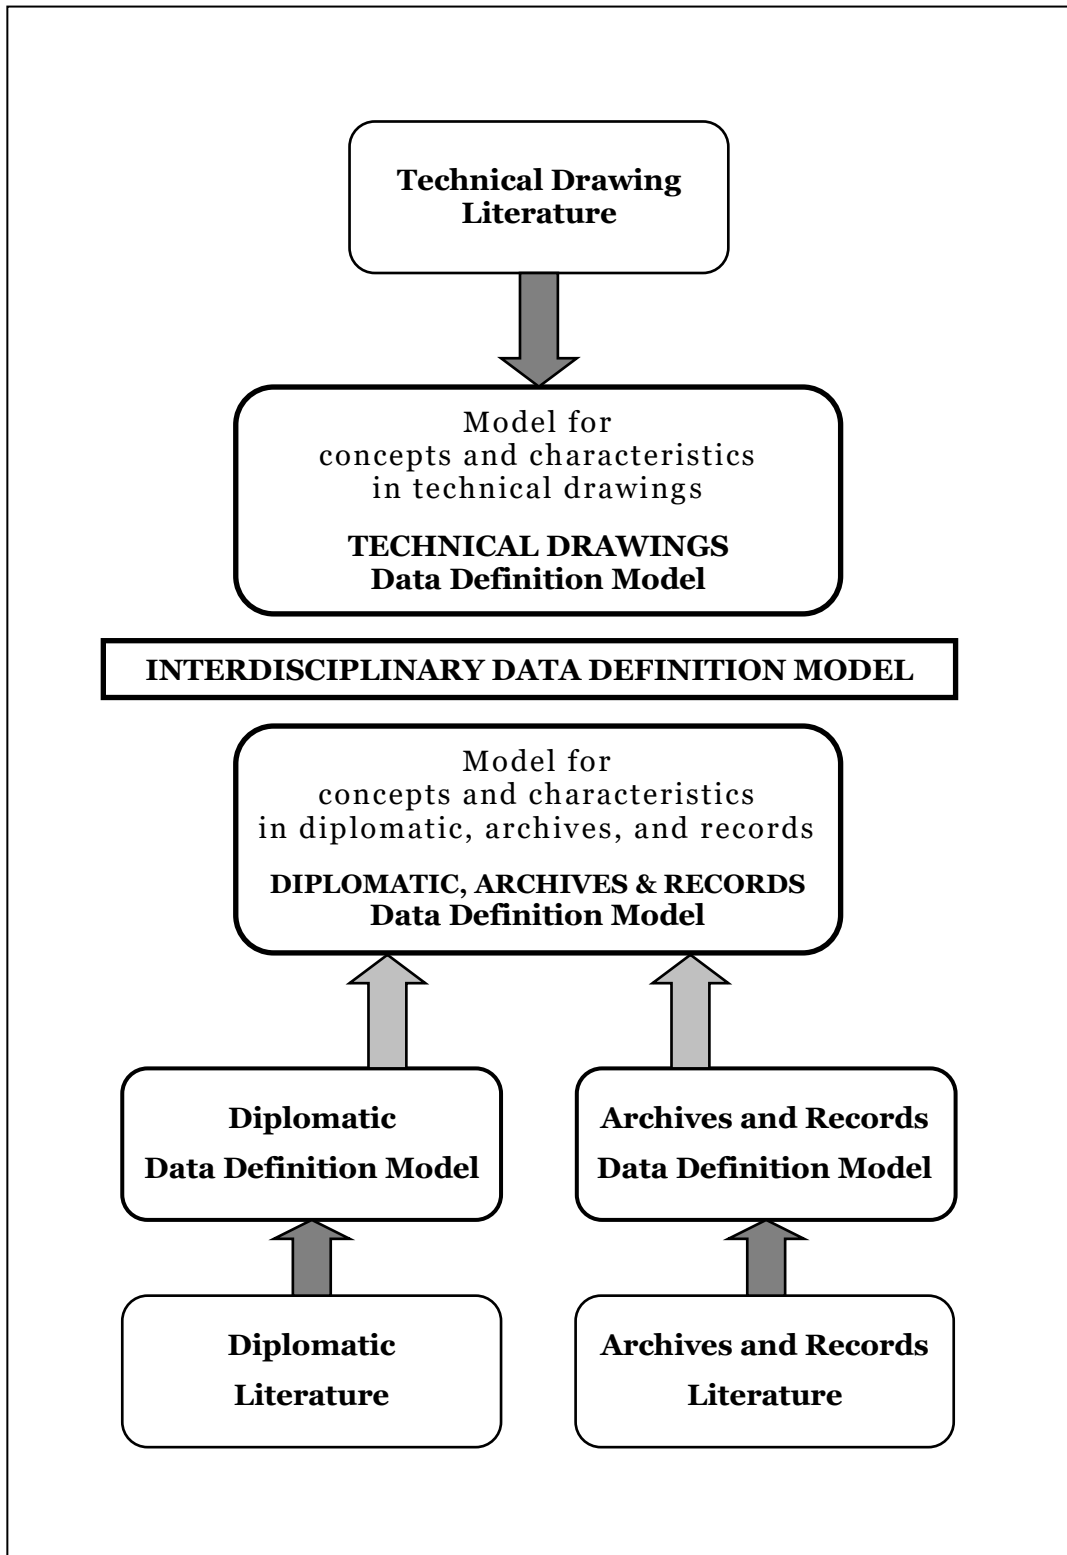 Technical Drawing
Literature
Model for
concepts and characteristics
in technical drawings
TECHNICAL DRAWINGS
Data Definition Model
INTERDISCIPLINARY DATA DEFINITION MODEL
Model for
concepts and characteristics
in diplomatic, archives, and records
DIPLOMATIC, ARCHIVES & RECORDS
Data Definition Model
Diplomatic
Data Definition Model
Archives and Records
Data Definition Model
Diplomatic
Literature
Archives and Records
Literature